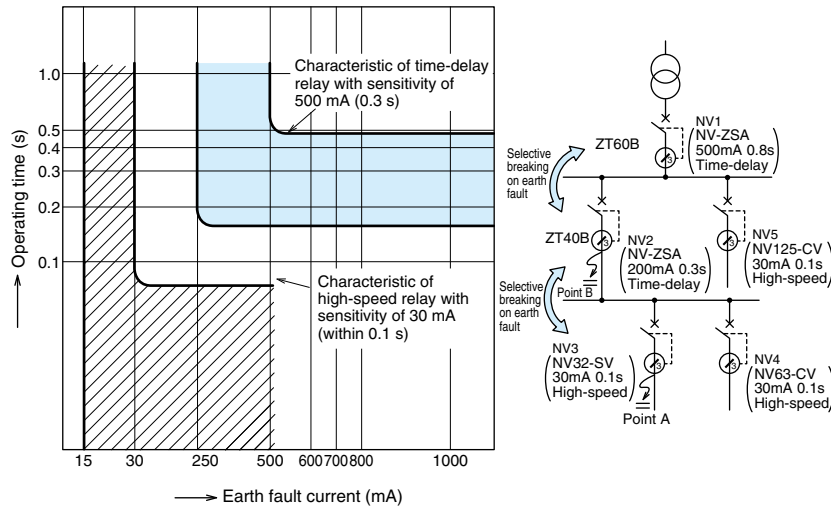 Operating time (s)
1.0
0.5
0.4
0.3
0.2
0.1
Characteristic of time-delay
relay with sensitivity of
500 mA (0.3 s)
Characteristic of
high-speed relay with
sensitivity of 30 mA
(within 0.1 s)
15 30 250 500 600 700 800 1000
Earth fault current (mA)
ZT60B
NV1
NV-ZSA
500mA 0.8s
Time-delay
Selective
breaking
on earth
fault
ZT40B
NV2
NV-ZSA
200mA 0.3s
Time-delay
NV5
NV125-CV
30mA 0.1s
High-speed
Point B
Selective
breaking
on earth
fault
NV3
NV32-SV
30mA 0.1s
High-speed
NV4
NV63-CV
30mA 0.1s
High-speed
Point A
3
3
3
3
3